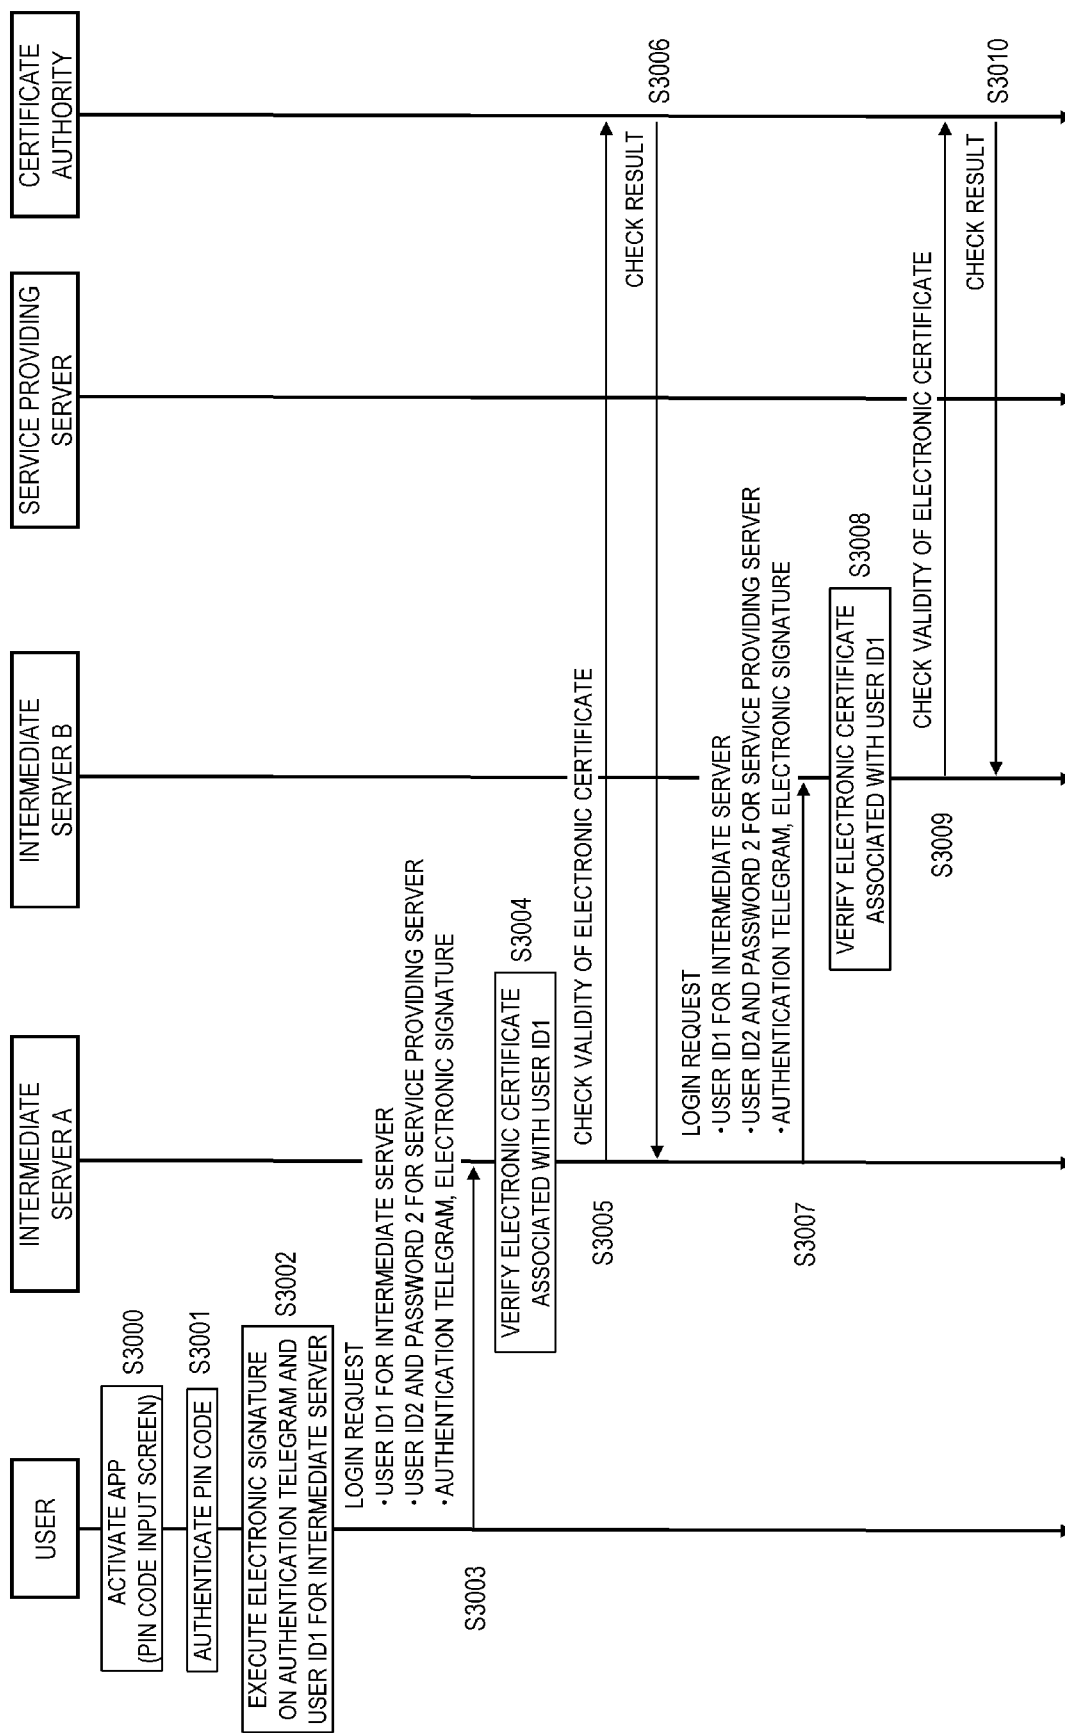 USER
INTERMEDIATE
SERVER A
INTERMEDIATE
SERVER B
SERVICE PROVIDING
SERVER
CERTIFICATE
AUTHORITY
ACTIVATE APP
(PIN CODE INPUT SCREEN)
S3000
AUTHENTICATE PIN CODE
S3001
EXECUTE ELECTRONIC SIGNATURE
ON AUTHENTICATION TELEGRAM AND
USER ID1 FOR INTERMEDIATE SERVER
S3002
LOGIN REQUEST
・USER ID1 FOR INTERMEDIATE SERVER
・USER ID2 AND PASSWORD 2 FOR SERVICE PROVIDING SERVER
・AUTHENTICATION TELEGRAM, ELECTRONIC SIGNATURE
S3003
VERIFY ELECTRONIC CERTIFICATE
ASSOCIATED WITH USER ID1
S3004
CHECK VALIDITY OF ELECTRONIC CERTIFICATE
S3005
CHECK RESULT
S3006
LOGIN REQUEST
・USER ID1 FOR INTERMEDIATE SERVER
・USER ID2 AND PASSWORD 2 FOR SERVICE PROVIDING SERVER
・AUTHENTICATION TELEGRAM, ELECTRONIC SIGNATURE
S3007
VERIFY ELECTRONIC CERTIFICATE
ASSOCIATED WITH USER ID1
S3008
CHECK VALIDITY OF ELECTRONIC CERTIFICATE
S3009
CHECK RESULT
S3010